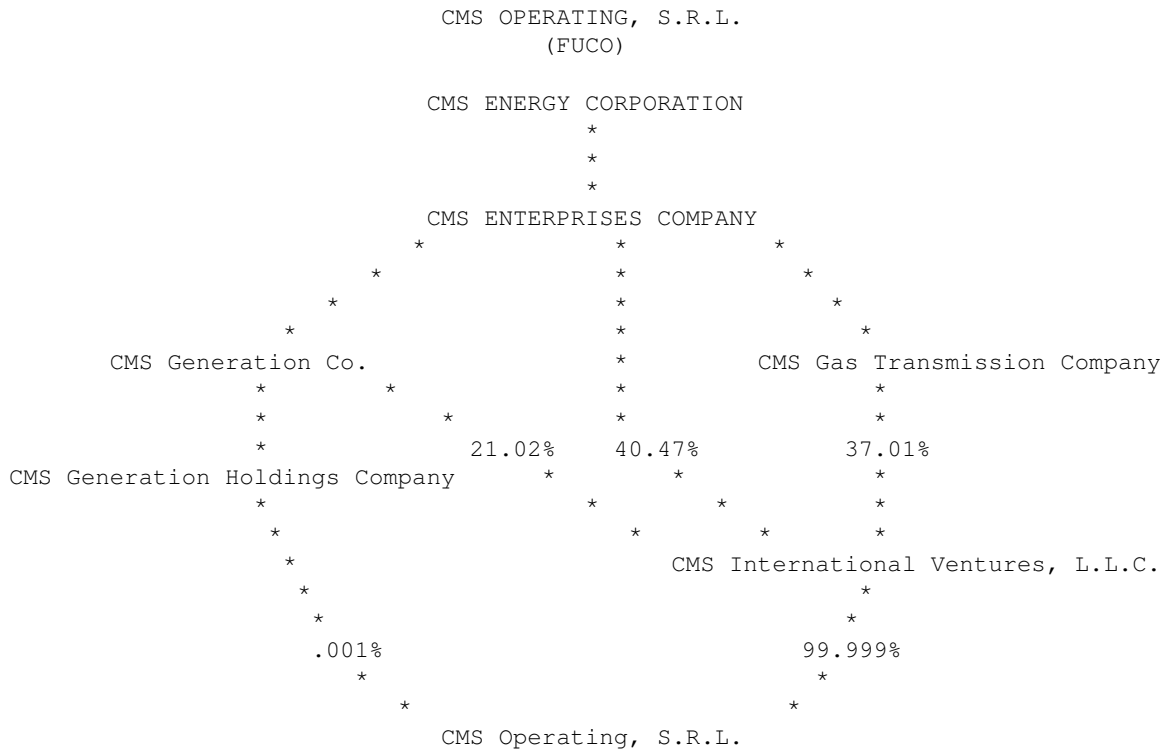 CMS OPERATING, S.R.L.
(FUCO)
CMS ENERGY CORPORATION
*
*
*
CMS ENTERPRISES COMPANY
* * *
* * *
* * *
* * *
CMS Generation Co. * CMS Gas Transmission Company
* * * *
* * * *
* 21.02% 40.47% 37.01%
CMS Generation Holdings Company * * *
* * * *
* * * *
* CMS International Ventures, L.L.C.
* *
* *
.001% 99.999%
* *
* *
CMS Operating, S.R.L.